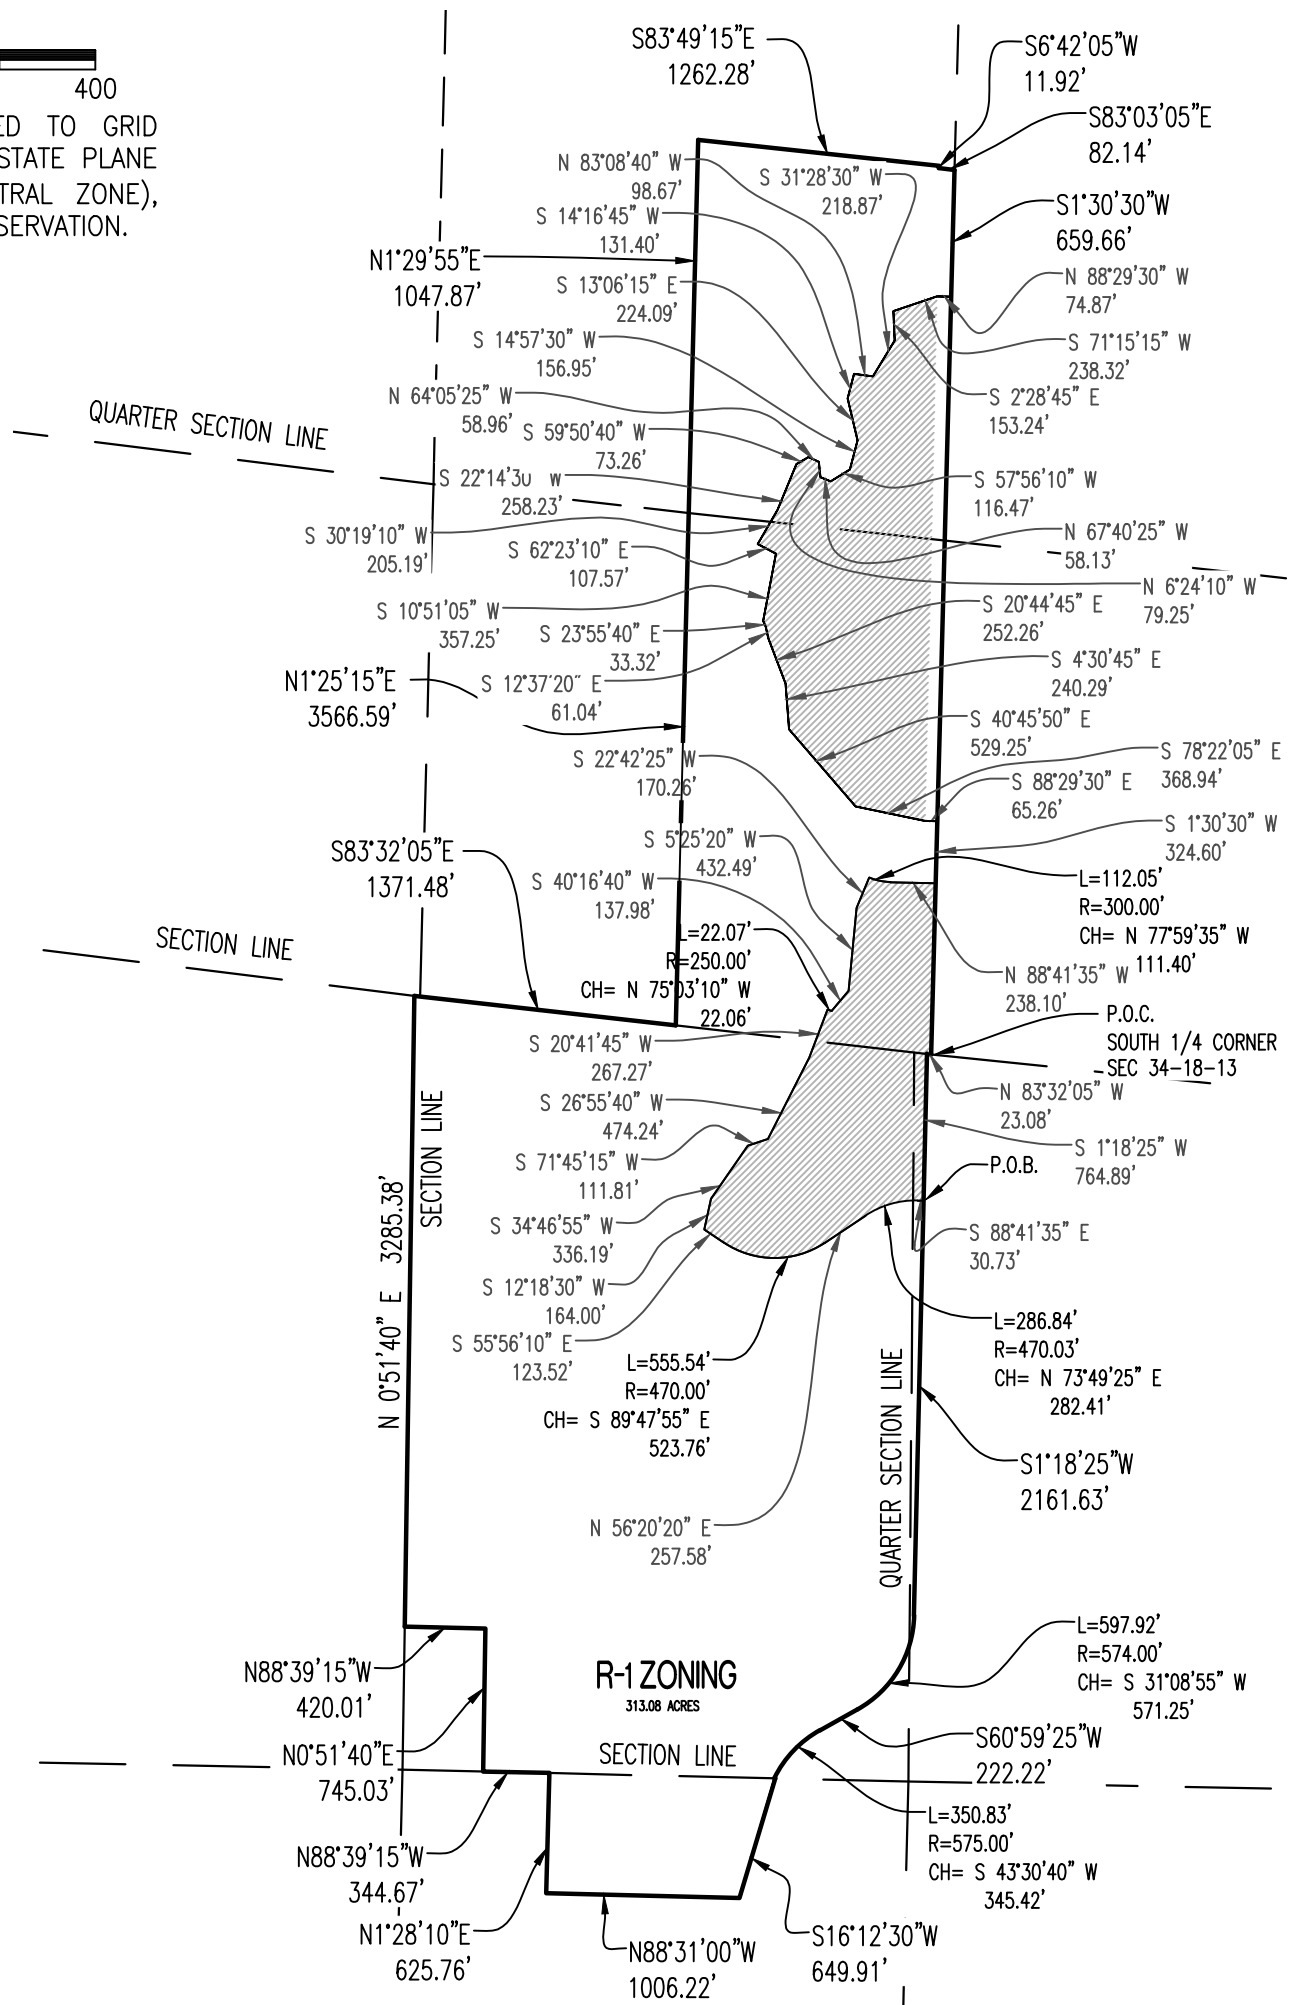 400
ED TO GRID
STATE PLANE
TRAL ZONE),
SERVATION.
S83°49'15"E
1262.28'
S6°42'05"W
11.92'
S83°03'05"E
82.14'
N 83°08'40" W
98.67'
S 31°28'30" W
218.87'
S 14°16'45" W
131.40'
S1°30'30"W
659.66'
N1°29'55"E
1047.87'
S 13°06'15" E
224.09'
N 88°29'30" W
74.87'
S 14°57'30" W
156.95'
S 71°15'15" W
238.32'
N 64°05'25" W
58.96'
S 2°28'45" E
153.24'
QUARTER SECTION LINE
S 59°50'40" W
73.26'
S 22°14'30" W
258.23'
S 57°56'10" W
116.47'
S 30°19'10" W
205.19'
N 67°40'25" W
58.13'
S 62°23'10" E
107.57'
N 6°24'10" W
79.25'
S 10°51'05" W
357.25'
S 20°44'45" E
252.26'
S 23°55'40" E
33.32'
S 4°30'45" E
240.29'
N1°25'15"E
3566.59'
S 12°37'20" E
61.04'
S 40°45'50" E
529.25'
S 78°22'05" E
368.94'
S 22°42'25" W
170.26'
S 88°29'30" E
65.26'
S 1°30'30" W
324.60'
S83°32'05"E
1371.48'
S 5°25'20" W
432.49'
S 40°16'40" W
137.98'
L=112.05'
R=300.00'
CH= N 77°59'35" W
111.40'
L=22.07'
R=250.00'
CH= N 75°03'10" W
22.06'
SECTION LINE
N 88°41'35" W
238.10'
P.O.C.
SOUTH 1/4 CORNER
SEC 34-18-13
S 20°41'45" W
267.27'
N 83°32'05" W
23.08'
S 26°55'40" W
474.24'
SECTION LINE
S 1°18'25" W
764.89'
S 71°45'15" W
111.81'
P.O.B.
N 0°51'40" E 3285.38'
S 34°46'55" W
336.19'
S 88°41'35" E
30.73'
S 12°18'30" W
164.00'
S 55°56'10" E
123.52'
L=286.84'
R=470.03'
CH= N 73°49'25" E
282.41'
L=555.54'
R=470.00'
CH= S 89°47'55" E
523.76'
QUARTER SECTION LINE
S1°18'25"W
2161.63'
N 56°20'20" E
257.58'
L=597.92'
R=574.00'
CH= S 31°08'55" W
571.25'
N88°39'15"W
420.01'
R-1 ZONING
313.08 ACRES
S60°59'25"W
222.22'
N0°51'40"E
745.03'
SECTION LINE
L=350.83'
R=575.00'
CH= S 43°30'40" W
345.42'
N88°39'15"W
344.67'
N1°28'10"E
625.76'
N88°31'00"W
1006.22'
S16°12'30"W
649.91'